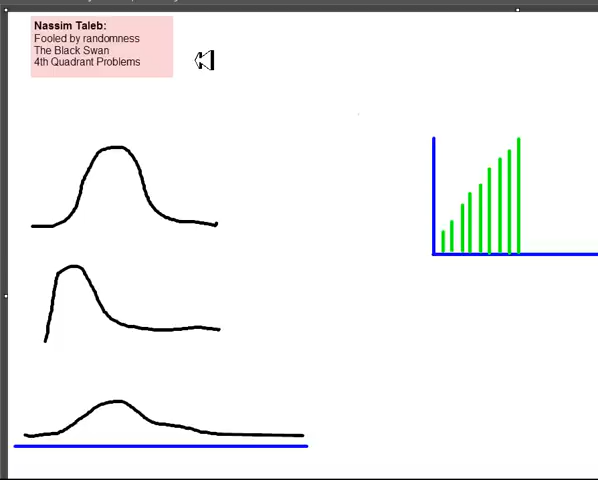 Nassim Taleb:
Fooled by randomness
The Black Swan
4th Quadrant Problems